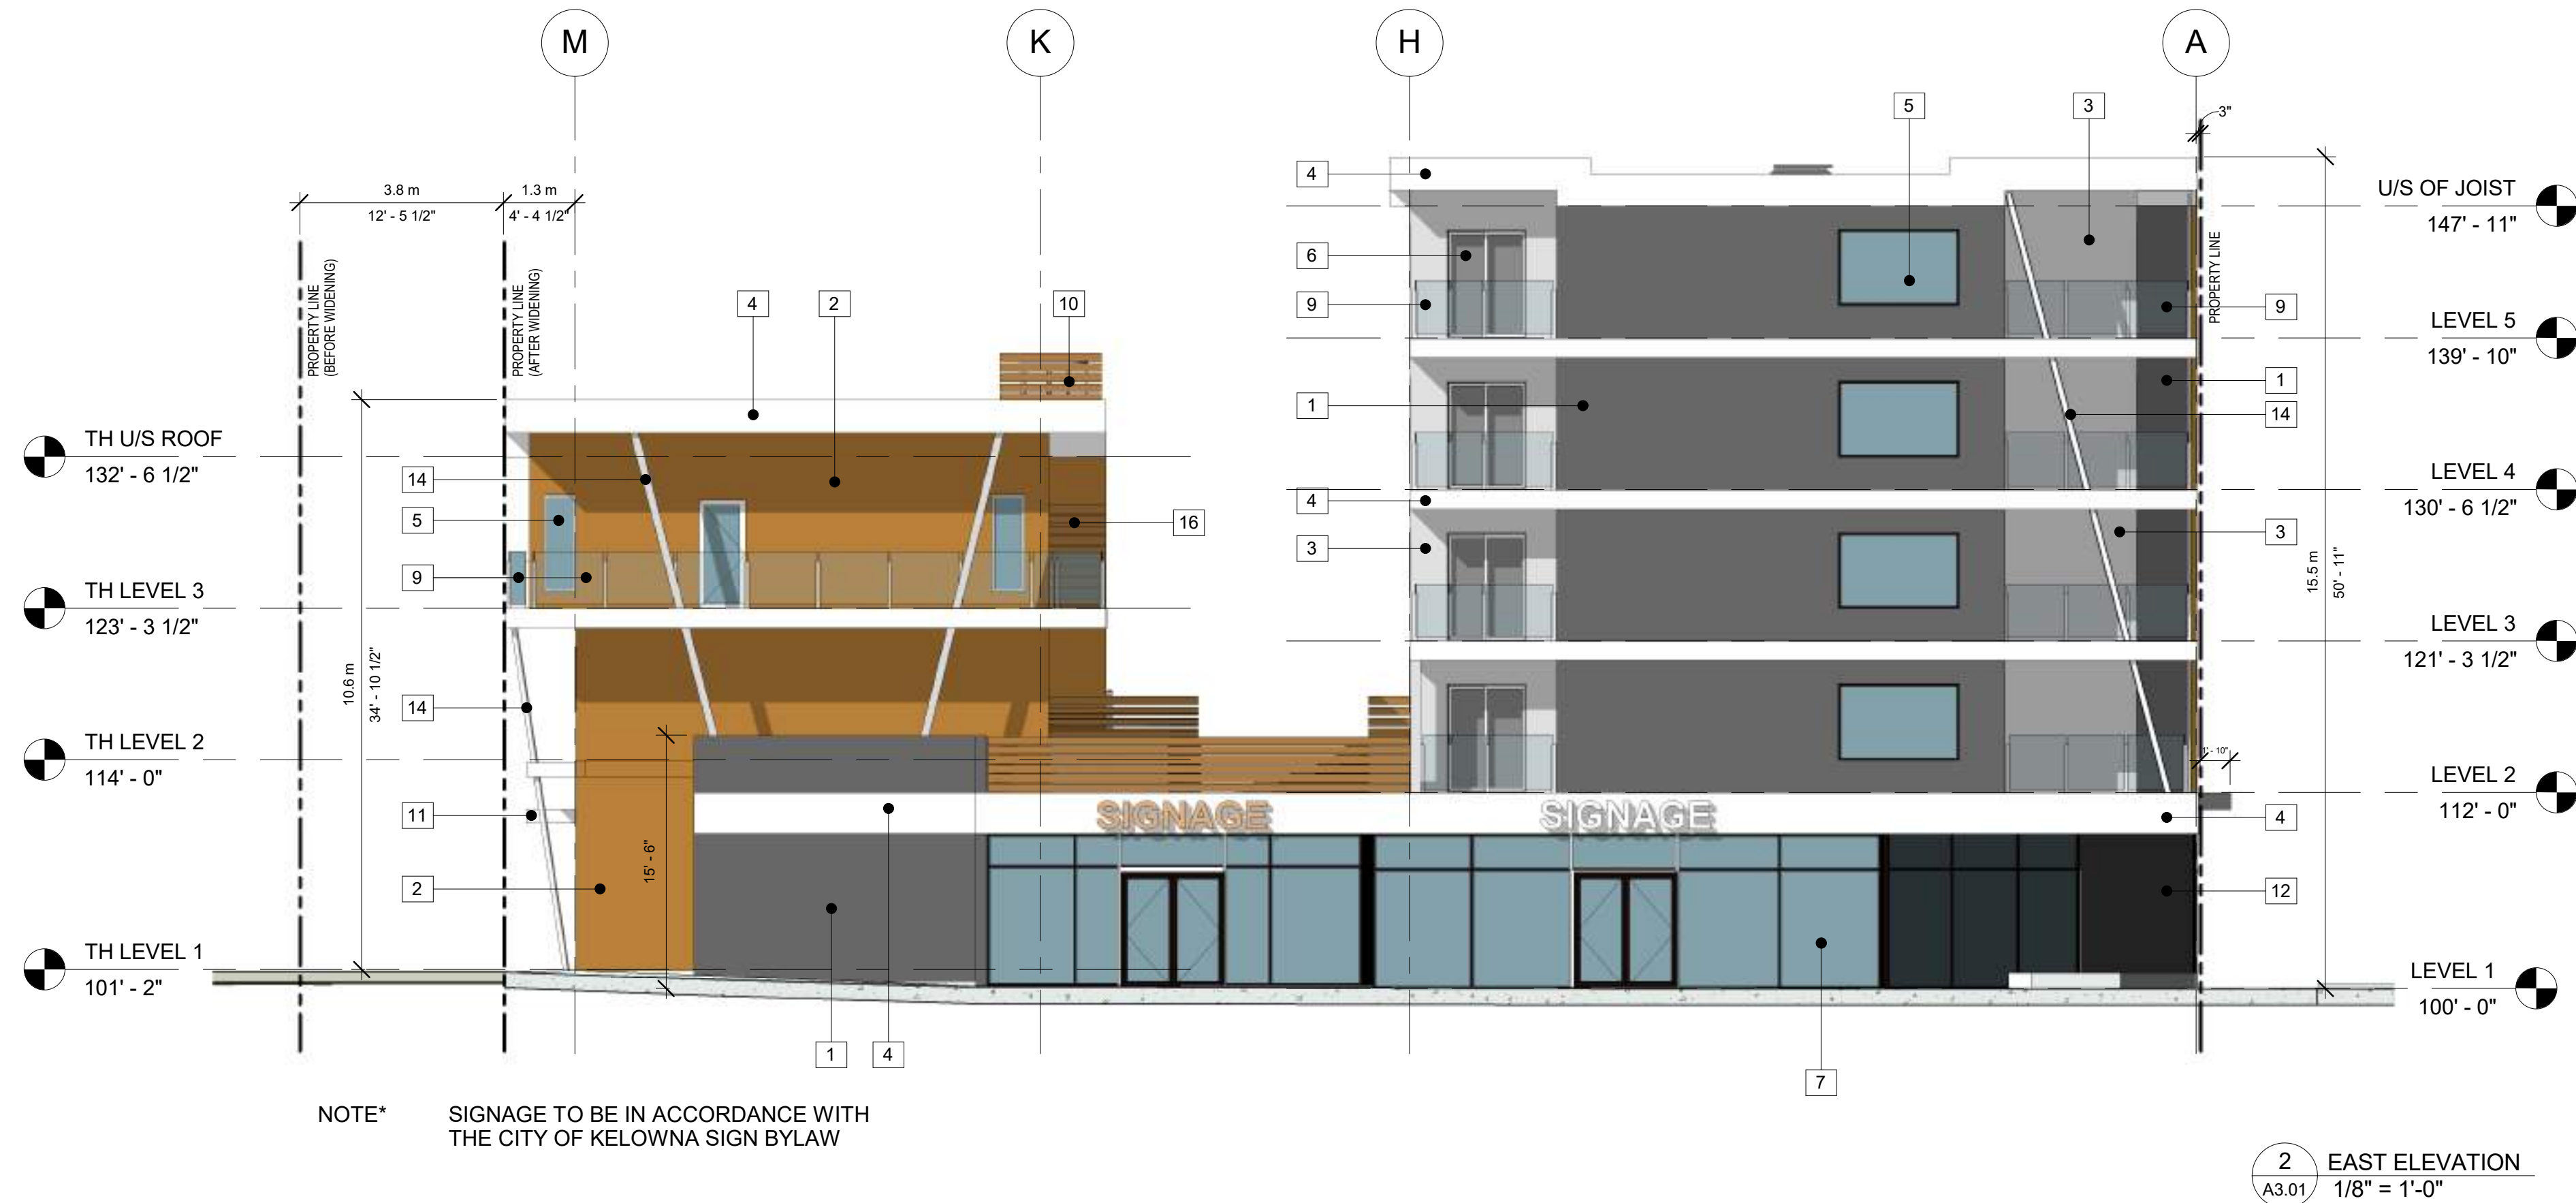 M
K
H
A
5
3
3"
4
3.8 m
1.3 m
12' - 5 1/2"
4' - 4 1/2"
U/S OF JOIST
147' - 11"
PROPERTY LINE
(BEFORE WIDENING)
PROPERTY LINE
(AFTER WIDENING)
PROPERTY LINE
6
4
2
10
9
9
LEVEL 5
139' - 10"
1
1
14
TH U/S ROOF
132' - 6 1/2"
14
5
16
4
3
LEVEL 4
130' - 6 1/2"
3
15.5 m
50' - 11"
9
TH LEVEL 3
123' - 3 1/2"
LEVEL 3
121' - 3 1/2"
10.6 m
34' - 10 1/2"
14
TH LEVEL 2
114' - 0"
1' - 10"
LEVEL 2
112' - 0"
11
SIGNAGE
SIGNAGE
4
15' - 6"
2
12
TH LEVEL 1
101' - 2"
LEVEL 1
100' - 0"
1
4
7
NOTE* SIGNAGE TO BE IN ACCORDANCE WITH
THE CITY OF KELOWNA SIGN BYLAW
2
A3.01
EAST ELEVATION
1/8" = 1'-0"